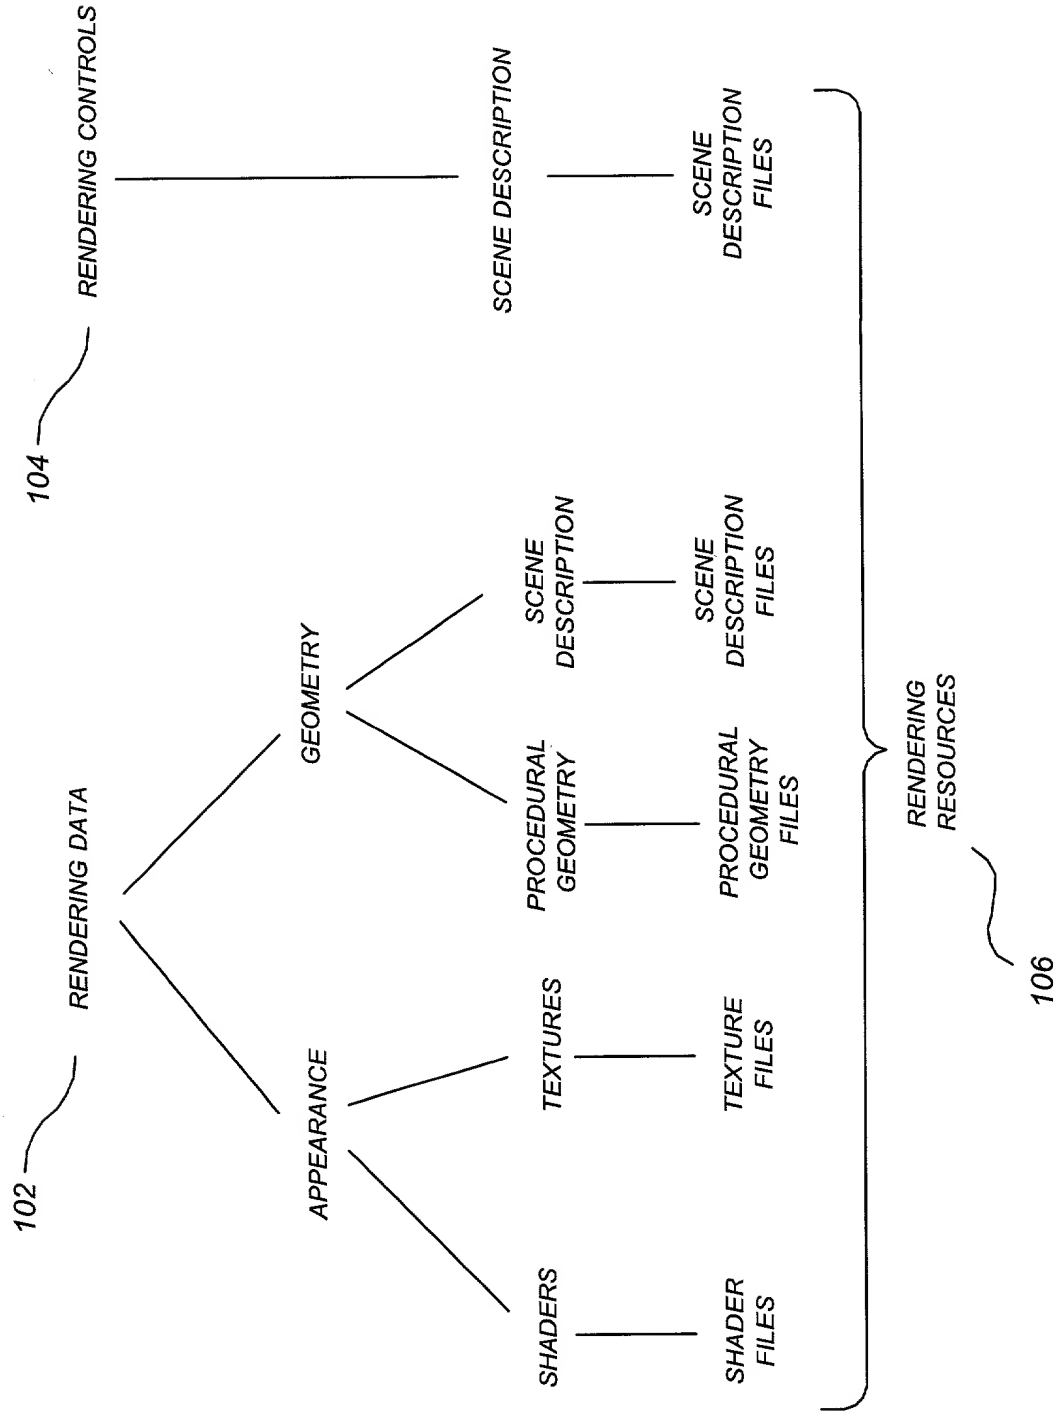 102
RENDERING DATA
104
RENDERING CONTROLS
APPEARANCE
GEOMETRY
SHADERS
TEXTURES
PROCEDURAL
GEOMETRY
SCENE
DESCRIPTION
SCENE DESCRIPTION
SHADER
FILES
TEXTURE
FILES
PROCEDURAL
GEOMETRY
FILES
SCENE
DESCRIPTION
FILES
SCENE
DESCRIPTION
FILES
RENDERING
RESOURCES
106